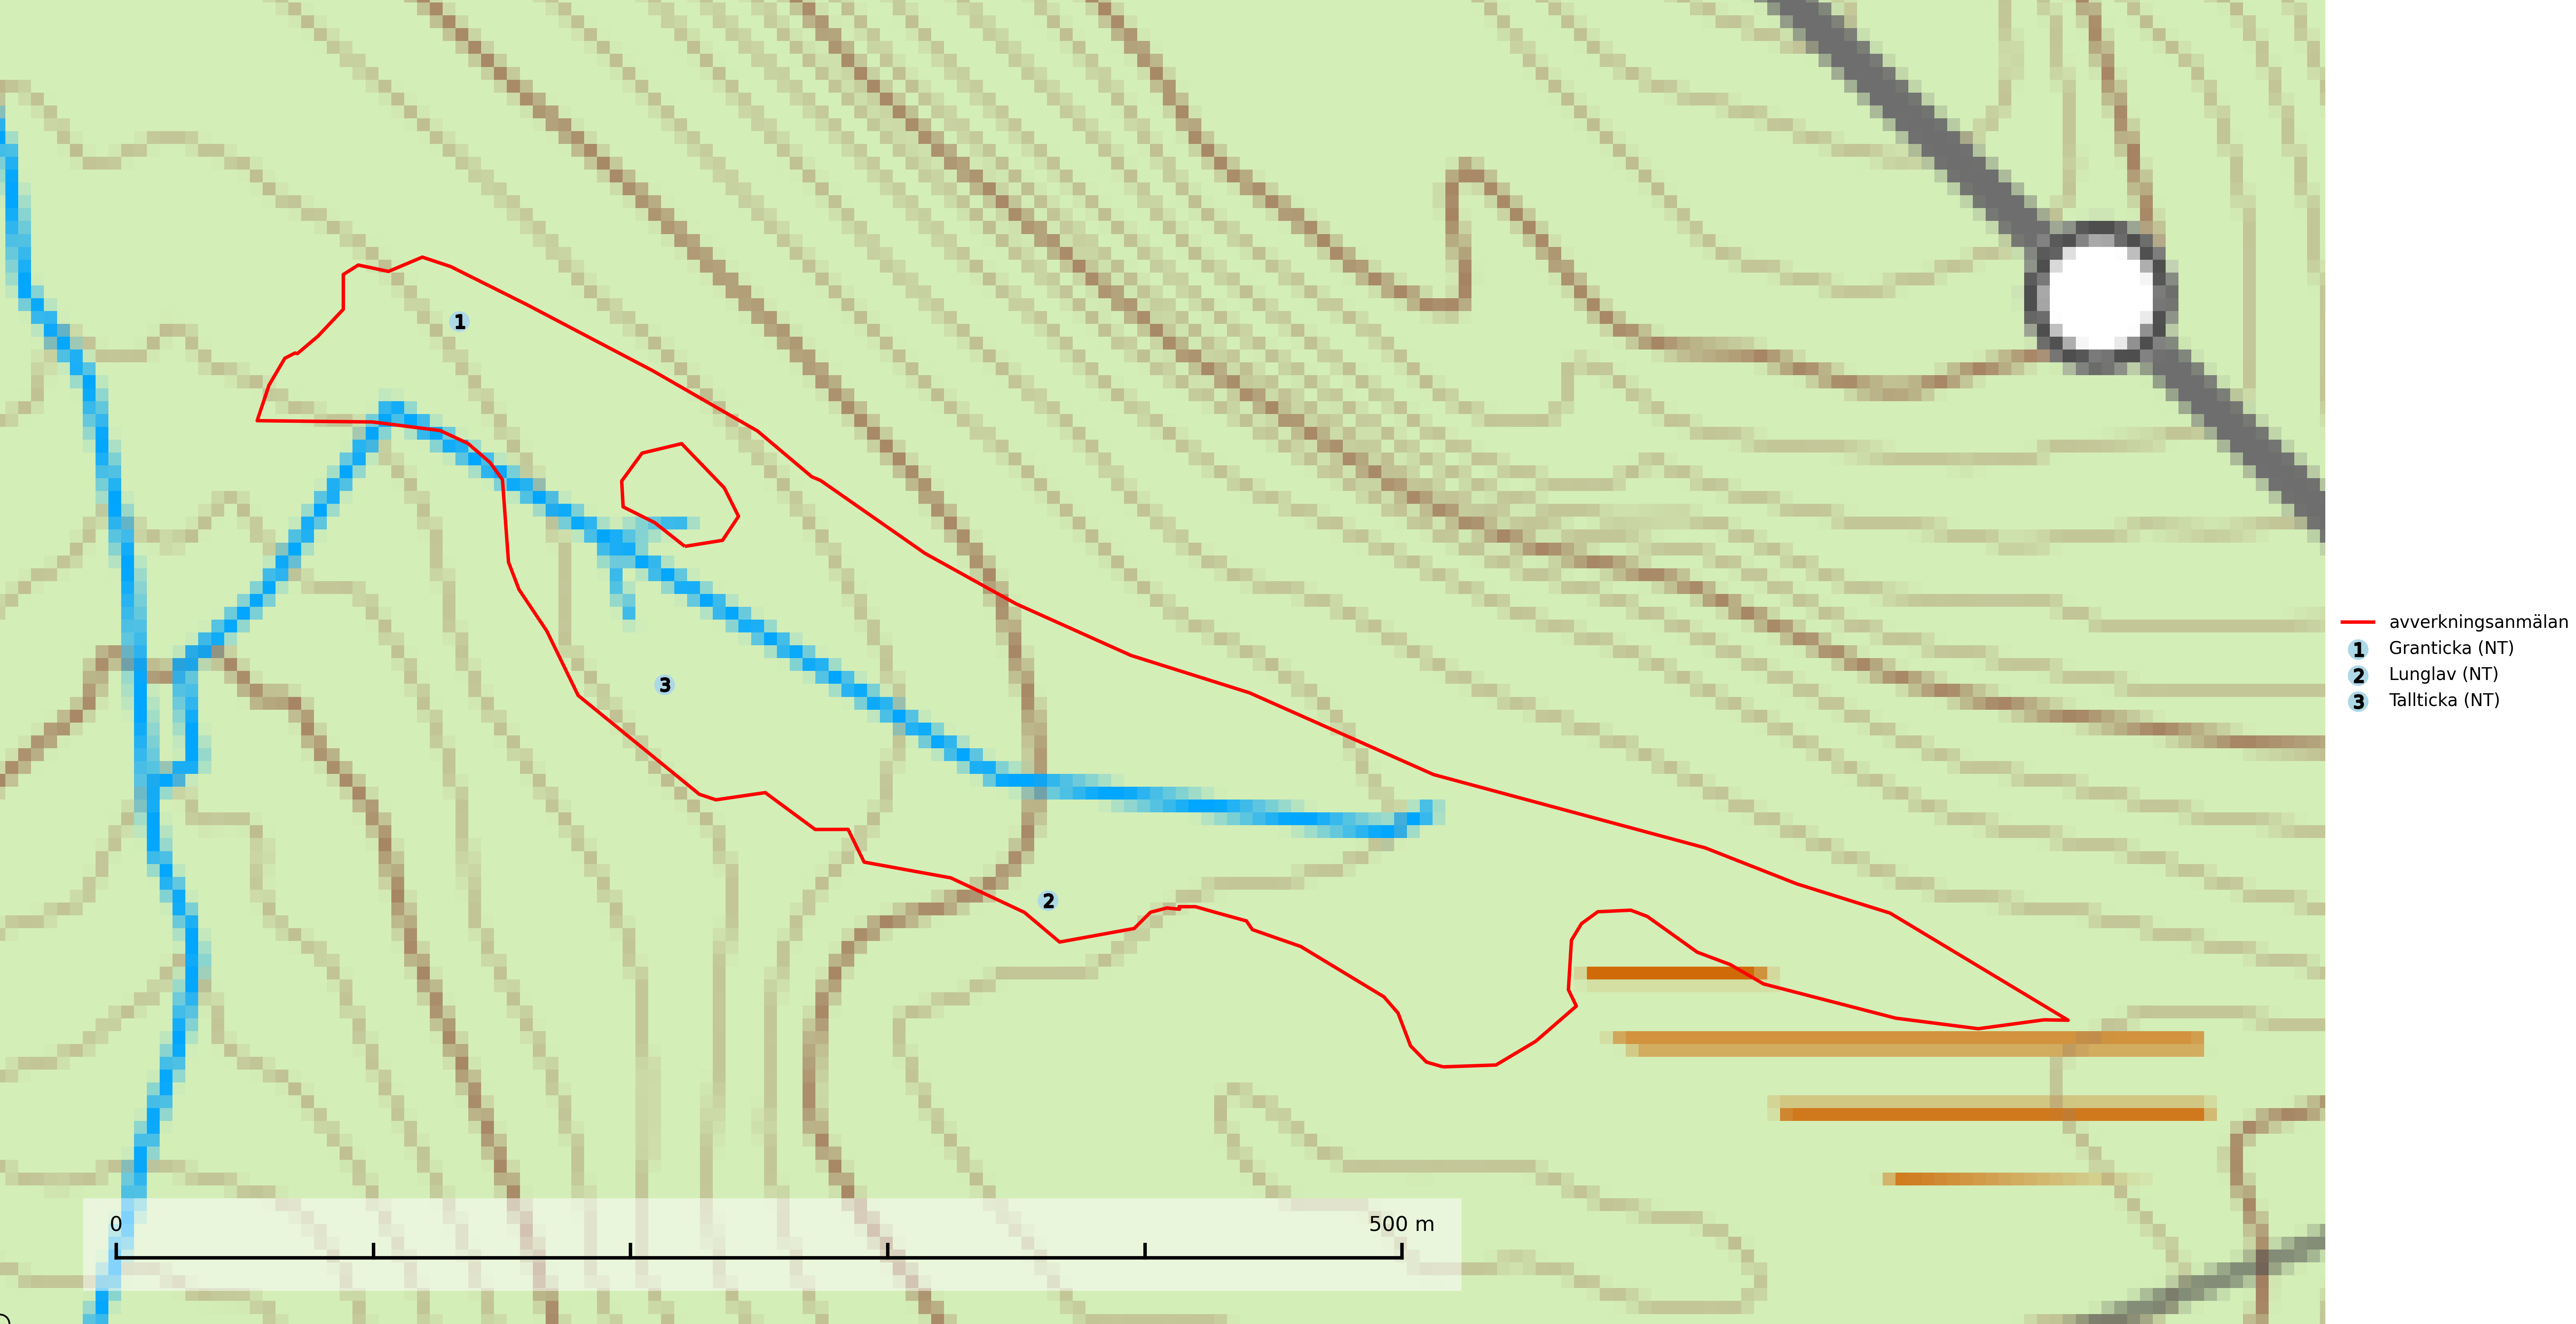 1
3
2
0 500 m
avverkningsanmälan
1 Granticka (NT)
2 Lunglav (NT)
3 Tallticka (NT)